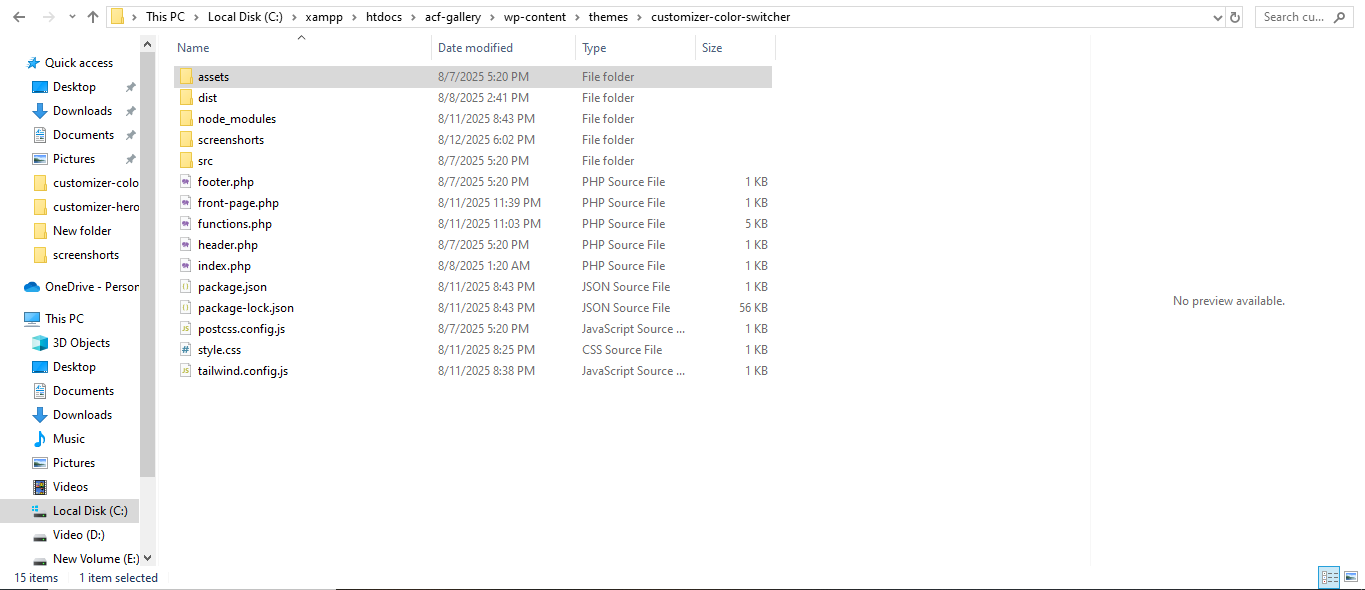 This PC > Local Disk (C:) > xampp > htdocs > acf-gallery > wp-content > themes > customizer-color-switcher
Search cu...
Quick access
Desktop
Downloads
Documents
Pictures
customizer-colo
customizer-hero
New folder
screenshorts
OneDrive - Person
This PC
3D Objects
Desktop
Documents
Downloads
Music
Pictures
Videos
Local Disk (C:)
Video (D:)
New Volume (E:)
Name Date modified Type Size
assets 8/7/2025 5:20 PM File folder
dist 8/8/2025 2:41 PM File folder
node_modules 8/11/2025 8:43 PM File folder
screenshorts 8/12/2025 6:02 PM File folder
src 8/7/2025 5:20 PM File folder
footer.php 8/7/2025 5:20 PM PHP Source File 1 KB
front-page.php 8/11/2025 11:39 PM PHP Source File 1 KB
functions.php 8/11/2025 11:03 PM PHP Source File 5 KB
header.php 8/7/2025 5:20 PM PHP Source File 1 KB
index.php 8/8/2025 1:20 AM PHP Source File 1 KB
package.json 8/11/2025 8:43 PM JSON Source File 1 KB
package-lock.json 8/11/2025 8:43 PM JSON Source File 56 KB
postcss.config.js 8/7/2025 5:20 PM JavaScript Source ... 1 KB
style.css 8/11/2025 8:25 PM CSS Source File 1 KB
tailwind.config.js 8/11/2025 8:38 PM JavaScript Source ... 1 KB
No preview available.
15 items 1 item selected